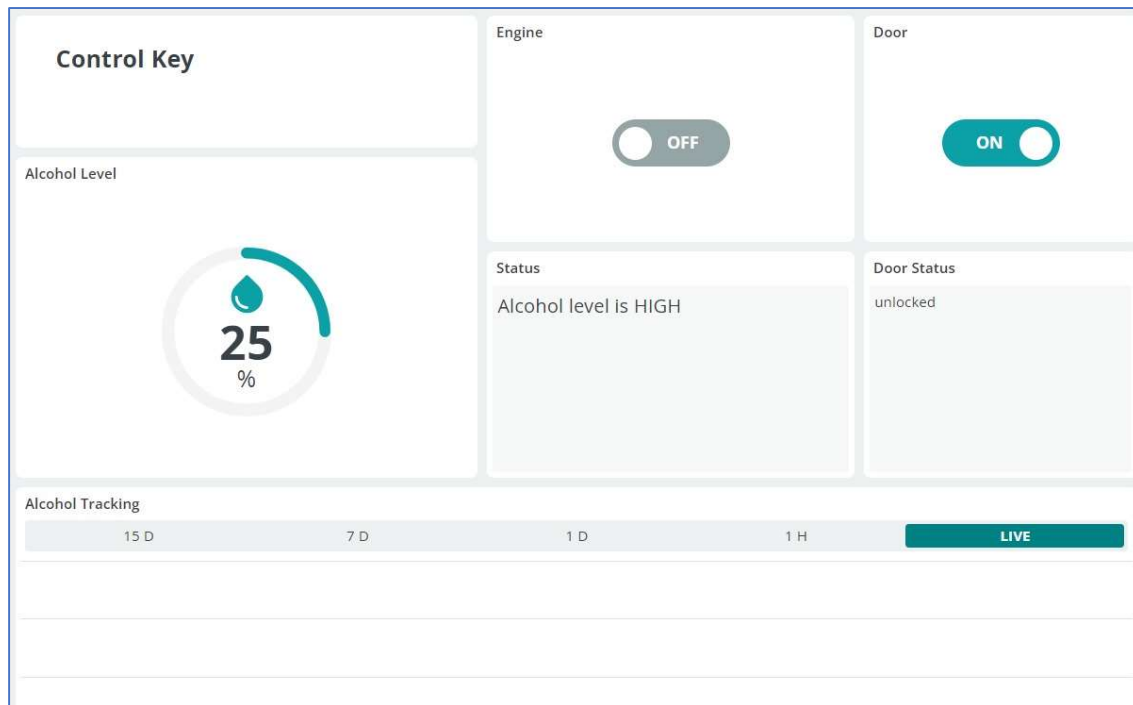 Control Key
Engine
OFF
Door
ON
Alcohol Level
25
%
Status
Alcohol level is HIGH
Door Status
unlocked
Alcohol Tracking
15 D
7 D
1 D
1 H
LIVE